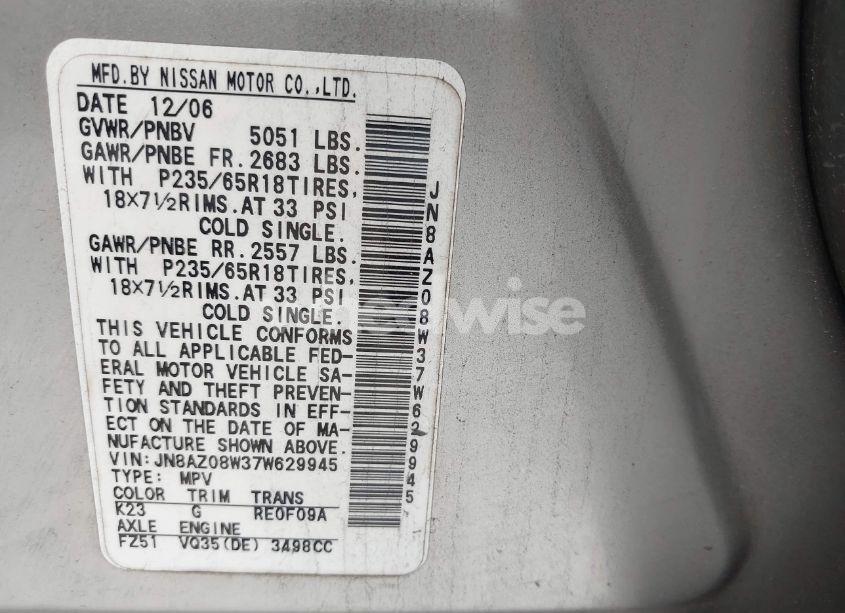 MFD.BY NISSAN MOTOR CO.,LTD.
DATE 12/06
GVWR/PNBV 5051 LBS.
GAWR/PNBE FR.2683 LBS.
WITH P235/65R18TIRES,
18×7½RIMS.AT 33 PSI
COLD SINGLE.
GAWR/PNBE RR.2557 LBS.
WITH P235/65R18TIRES,
18×7½RIMS.AT 33 PSI
COLD SINGLE.
THIS VEHICLE CONFORMS
TO ALL APPLICABLE FED-
ERAL MOTOR VEHICLE SA-
FETY AND THEFT PREVEN-
TION STANDARDS IN EFF-
ECT ON THE DATE OF MA-
NUFACTURE SHOWN ABOVE.
VIN:JN8AZ08W37W629945
TYPE: MPV
COLOR TRIM TRANS
K23 G RE0F09A
AXLE ENGINE
FZ51 VQ35(DE) 3498CC
JN8AZ08W37W629945